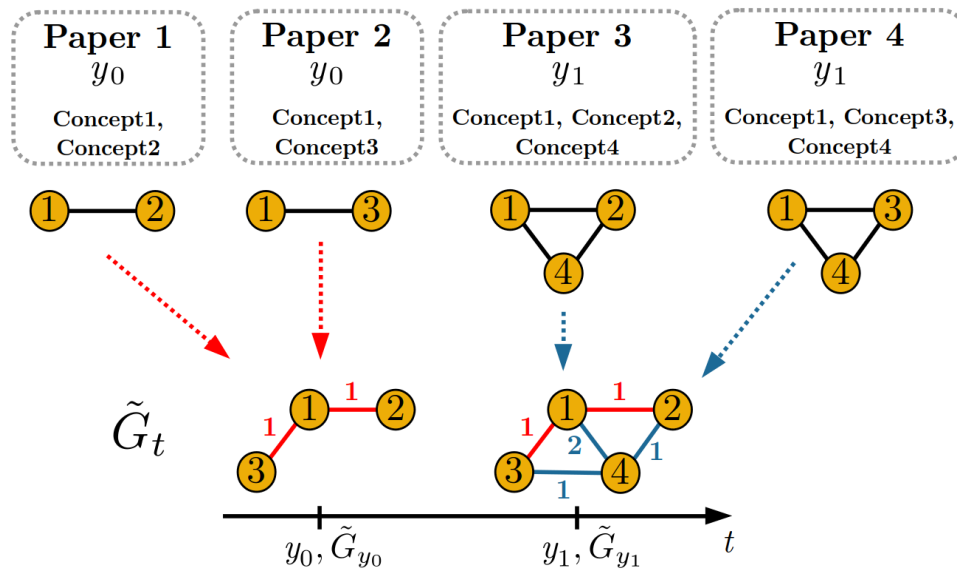 Paper 1
y₀
Concept1,
Concept2
Paper 2
y₀
Concept1,
Concept3
Paper 3
y₁
Concept1, Concept2,
Concept4
Paper 4
y₁
Concept1, Concept3,
Concept4
1 2
1 3
1 2
4
1 3
4
G̃ₜ
1
1 2
1
3
1
1 2
1
2 1
3 4
1
y₀, G̃_{y₀}
y₁, G̃_{y₁}
t